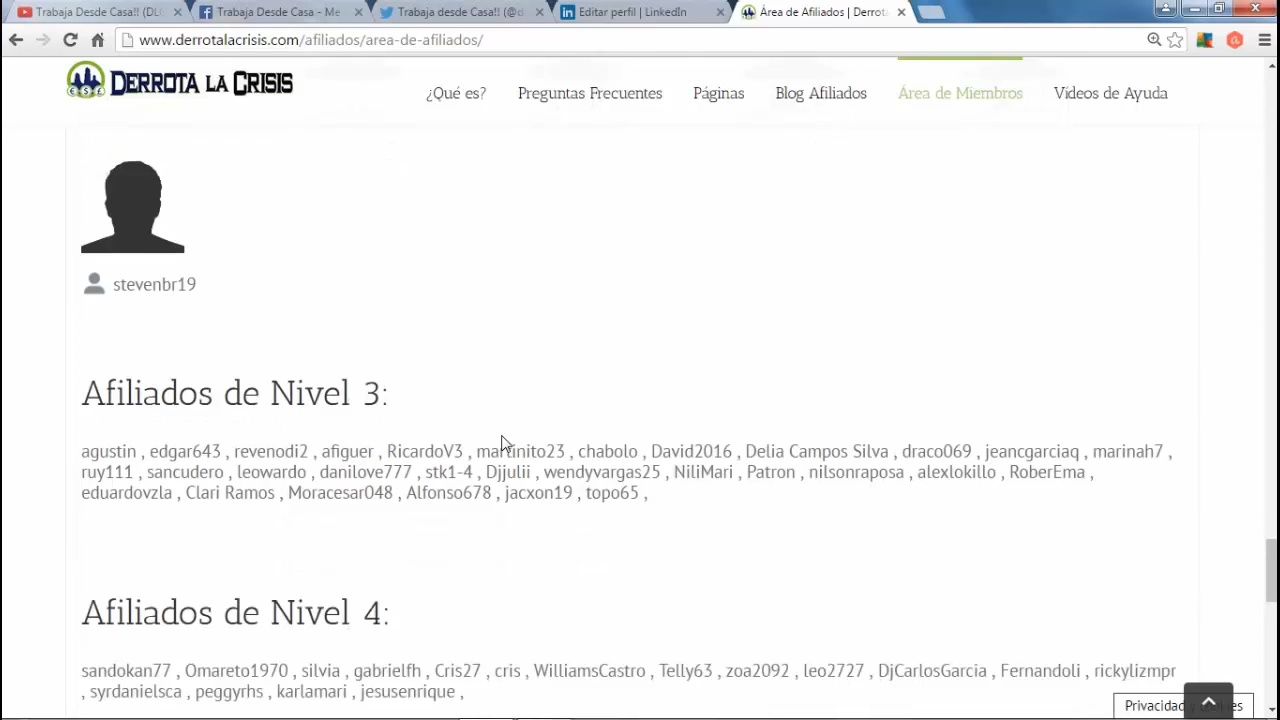 Trabaja Desde Casa!! (DLC
Trabaja Desde Casa - Me
Trabaja desde Casa!! (@d
Editar perfil | LinkedIn
Área de Afiliados | Derrota
www.derrotalacrisis.com/afiliados/area-de-afiliados/
DERROTA LA CRISIS
¿Qué es?
Preguntas Frecuentes
Páginas
Blog Afiliados
Área de Miembros
Vídeos de Ayuda
stevenbr19
Afiliados de Nivel 3:
agustin , edgar643 , revenodi2 , afiguer , RicardoV3 , chabolo , David2016 , Delia Campos Silva , draco069 , jeancgarciaq , marinah7 ,
ruy111 , sancudero , leowardo , danilove777 , stk1-4 , Djjulii , wendyvargas25 , NiliMari , Patron , nilsonraposa , alexlokillo , RoberEma ,
eduardovzla , Clari Ramos , Moracesar048 , Alfonso678 , jacxon19 , topo65 ,
Afiliados de Nivel 4:
sandokan77 , Omareto1970 , silvia , gabrielfh , Cris27 , cris , WilliamsCastro , Telly63 , zoa2092 , leo2727 , DjCarlosGarcia , Fernandoli , rickylizmpr
, syrdanielsca , peggyrhs , karlamari , jesusenrique ,
Privacidad y cookies